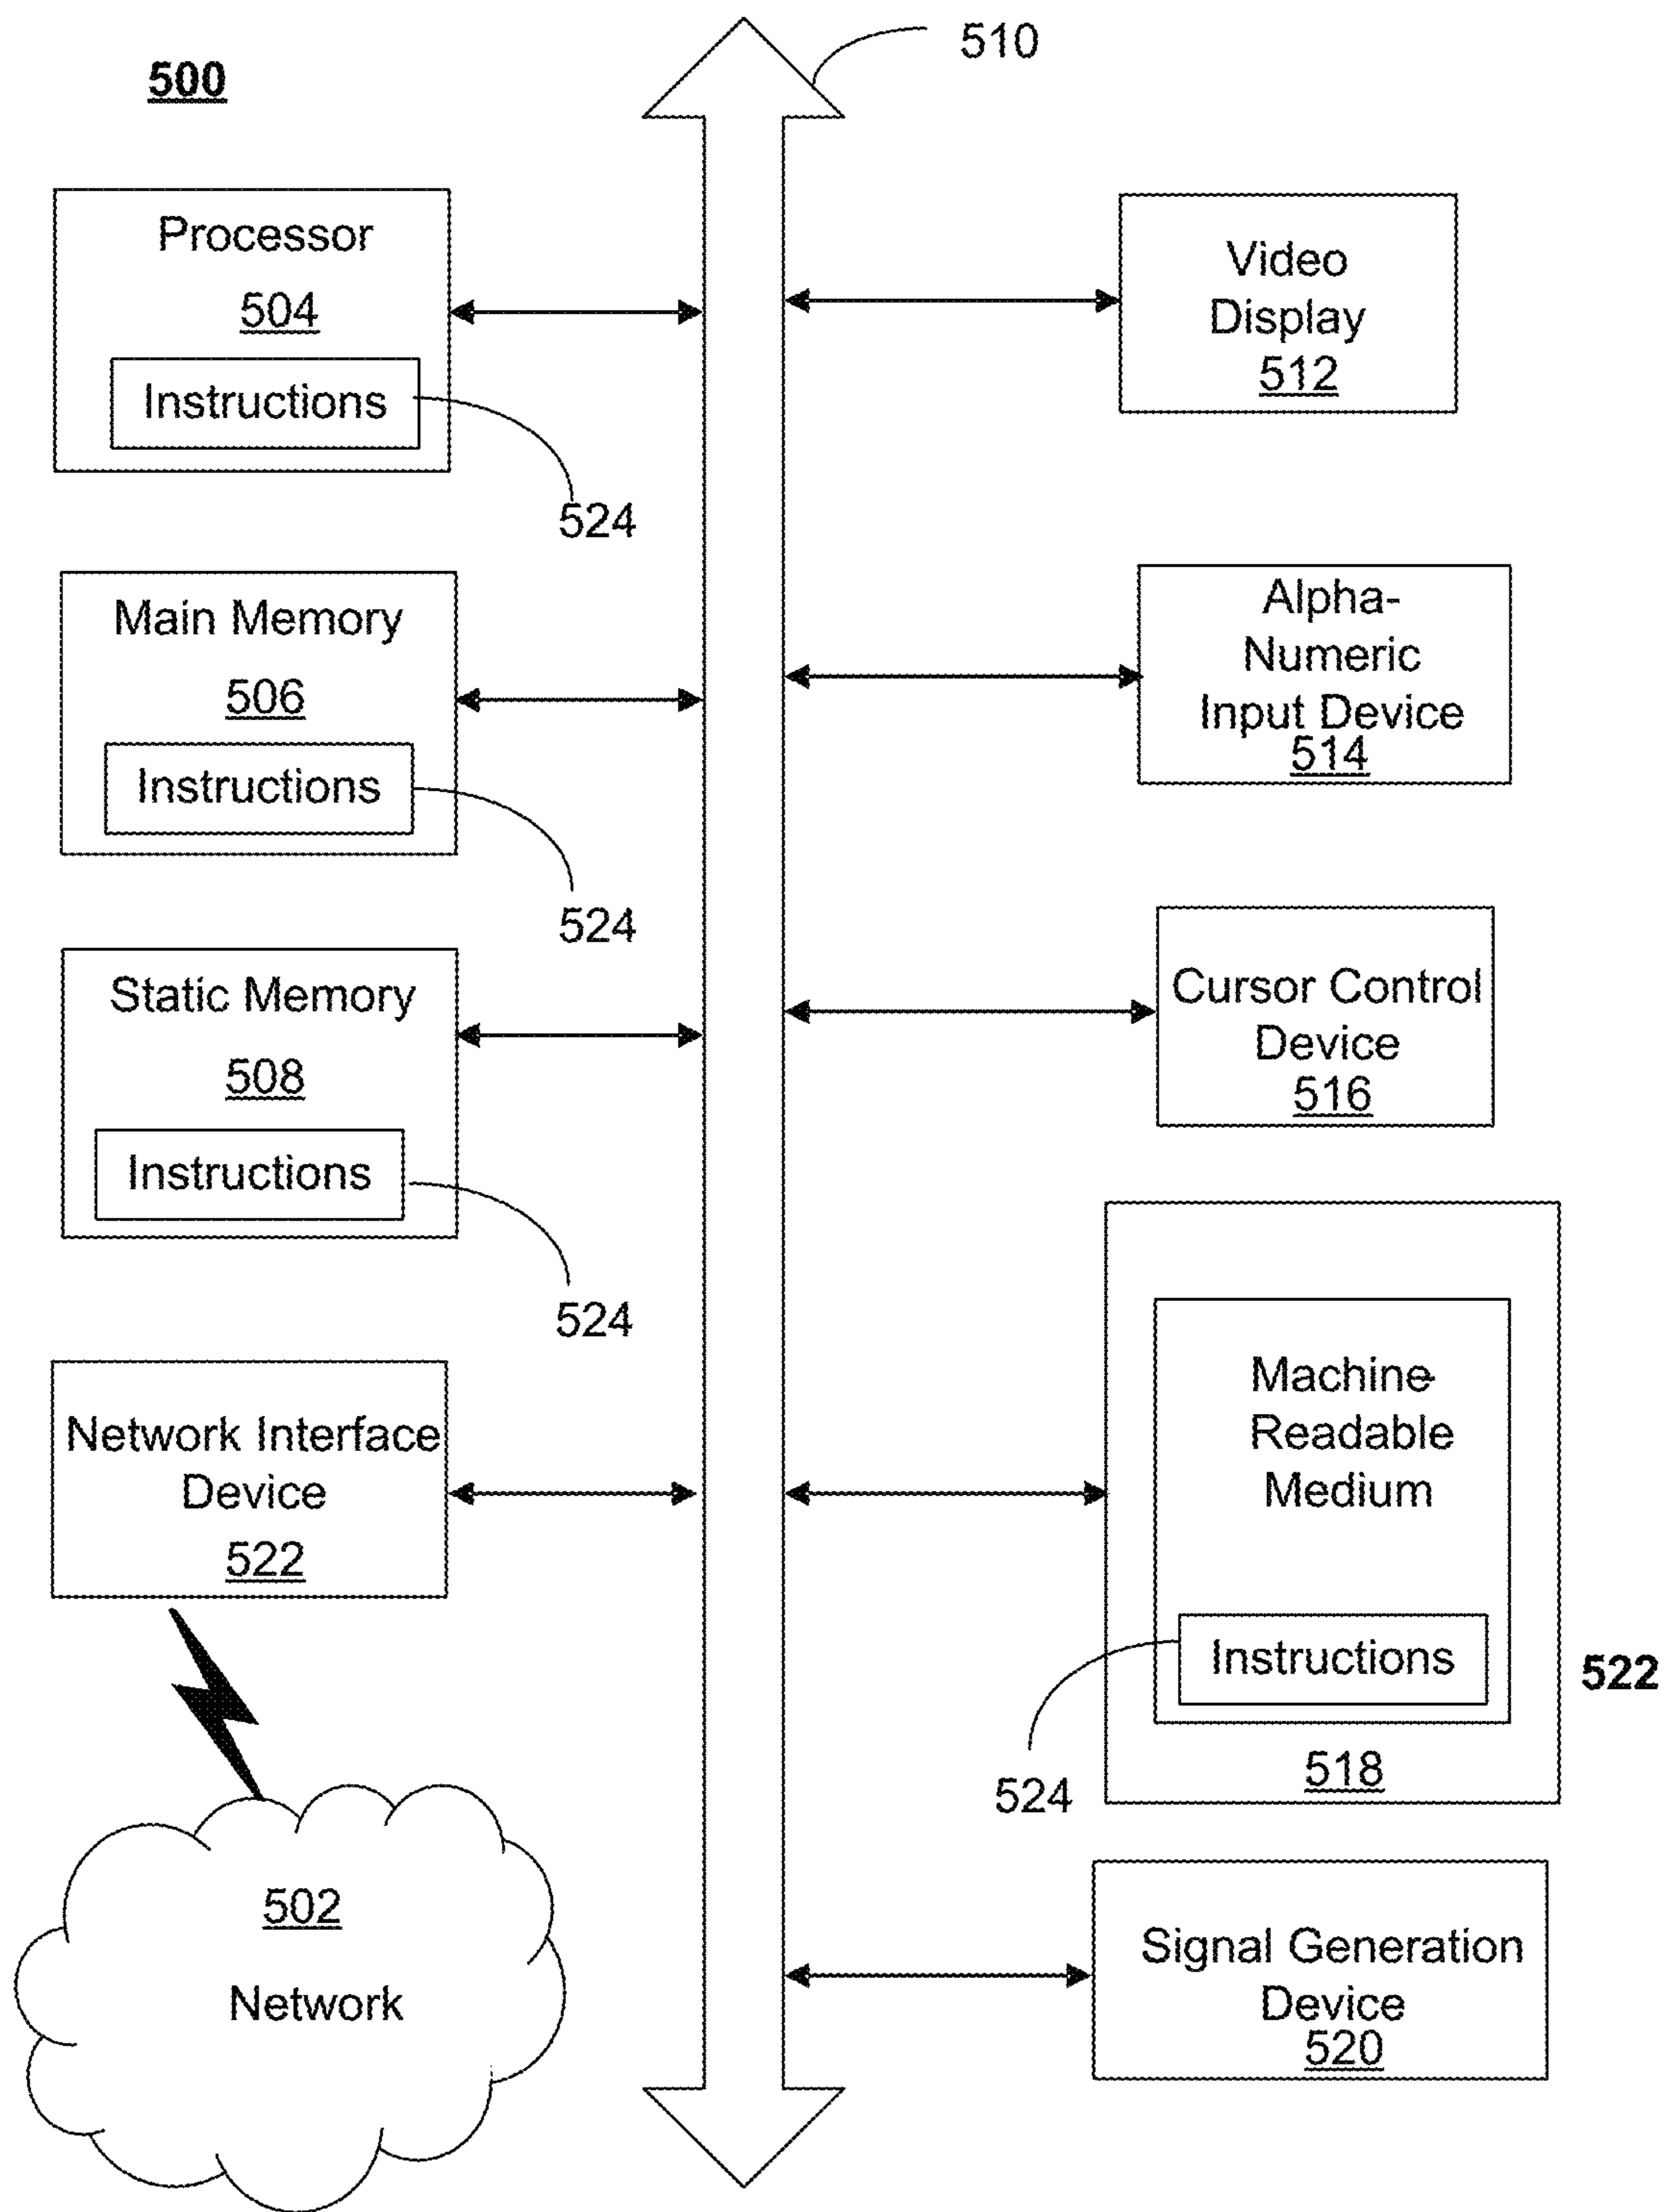 500
510
Processor
504
Instructions
524
Main Memory
506
Instructions
524
Static Memory
508
Instructions
524
Network Interface
Device
522
502
Network
Video
Display
512
Alpha-
Numeric
Input Device
514
Cursor Control
Device
516
Machine-
Readable
Medium
Instructions
522
518
524
Signal Generation
Device
520